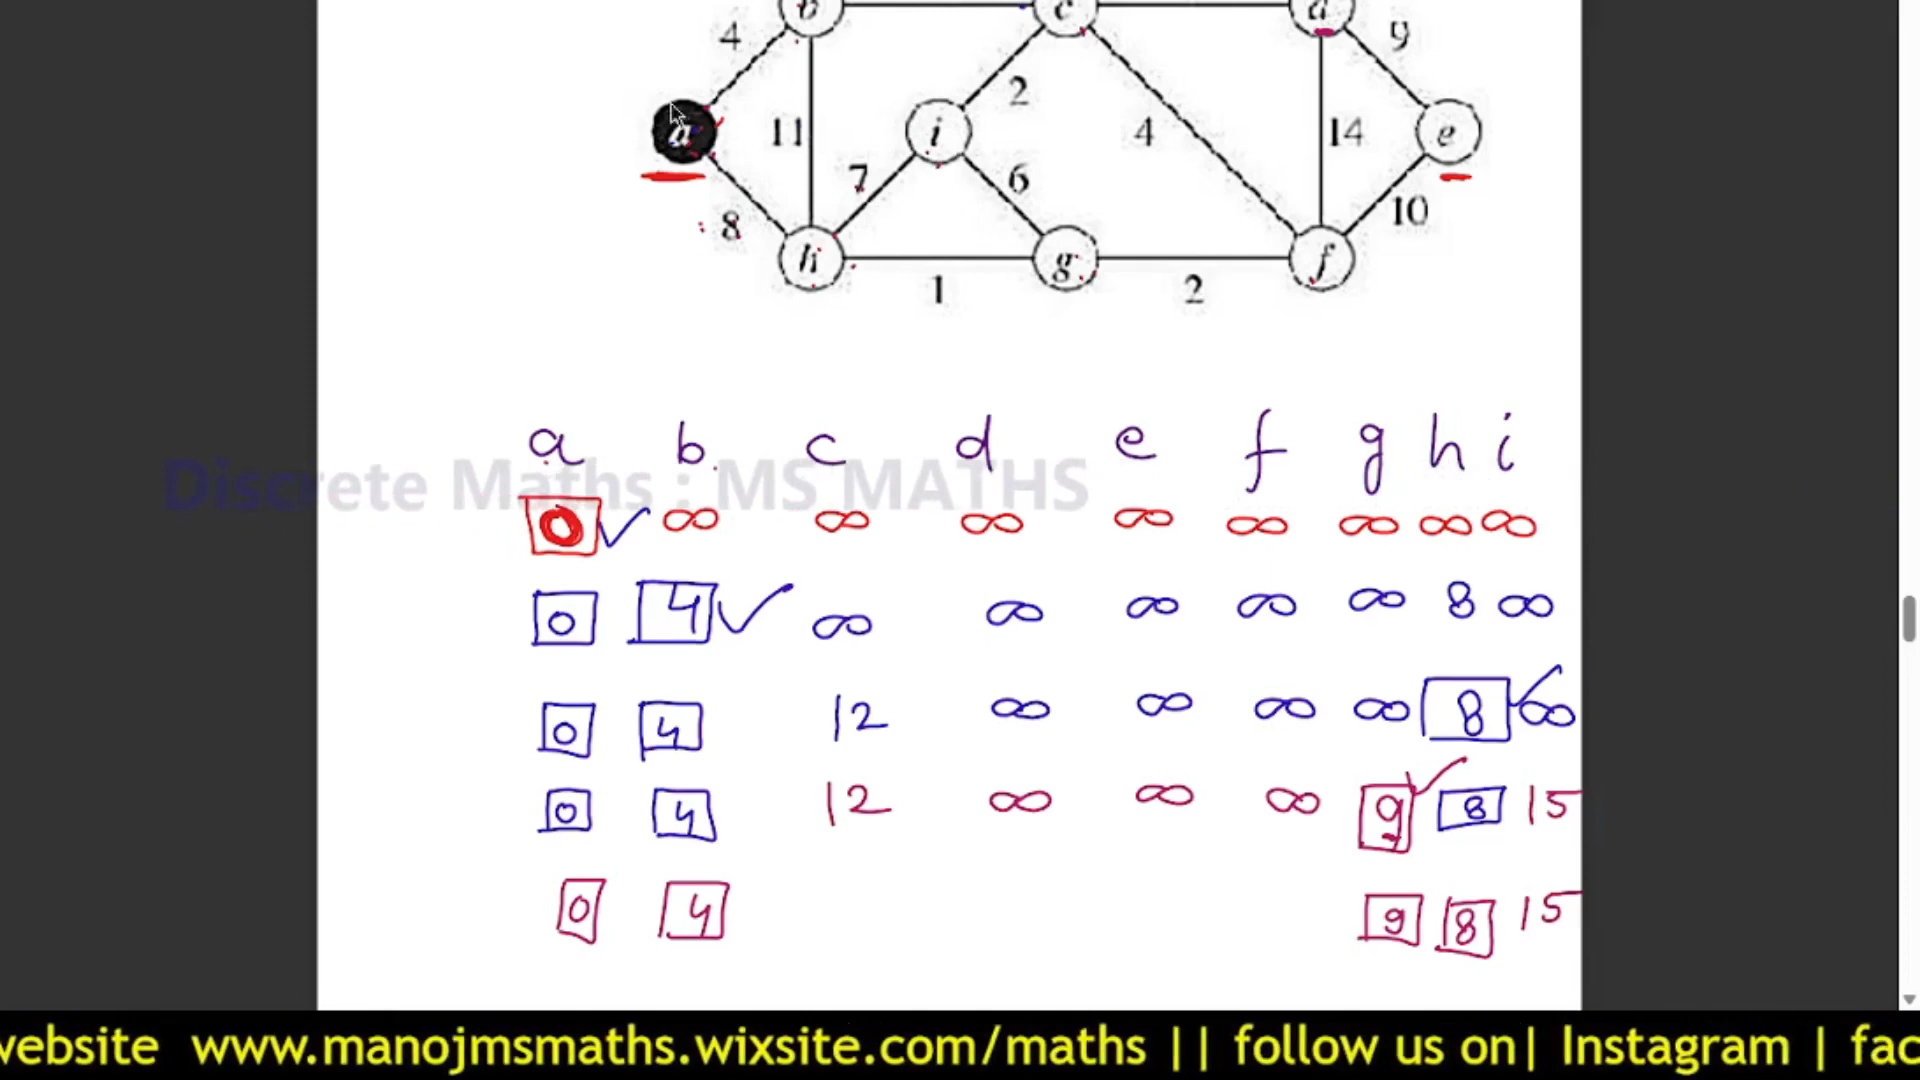 b c d
4 9
2
a 11 i 4 14 e
7 6
8 10
h g f
1 2
a b c d e f g h i
Discrete Maths : MS MATHS
0 ✓ ∞ ∞ ∞ ∞ ∞ ∞ ∞ ∞
0 4 ✓ ∞ ∞ ∞ ∞ ∞ 8 ∞
0 4 12 ∞ ∞ ∞ ∞ 8 ✓ ∞
0 4 12 ∞ ∞ ∞ 9 ✓ 8 15
0 4 9 8 15
website www.manojmsmaths.wixsite.com/maths || follow us on| Instagram | fac